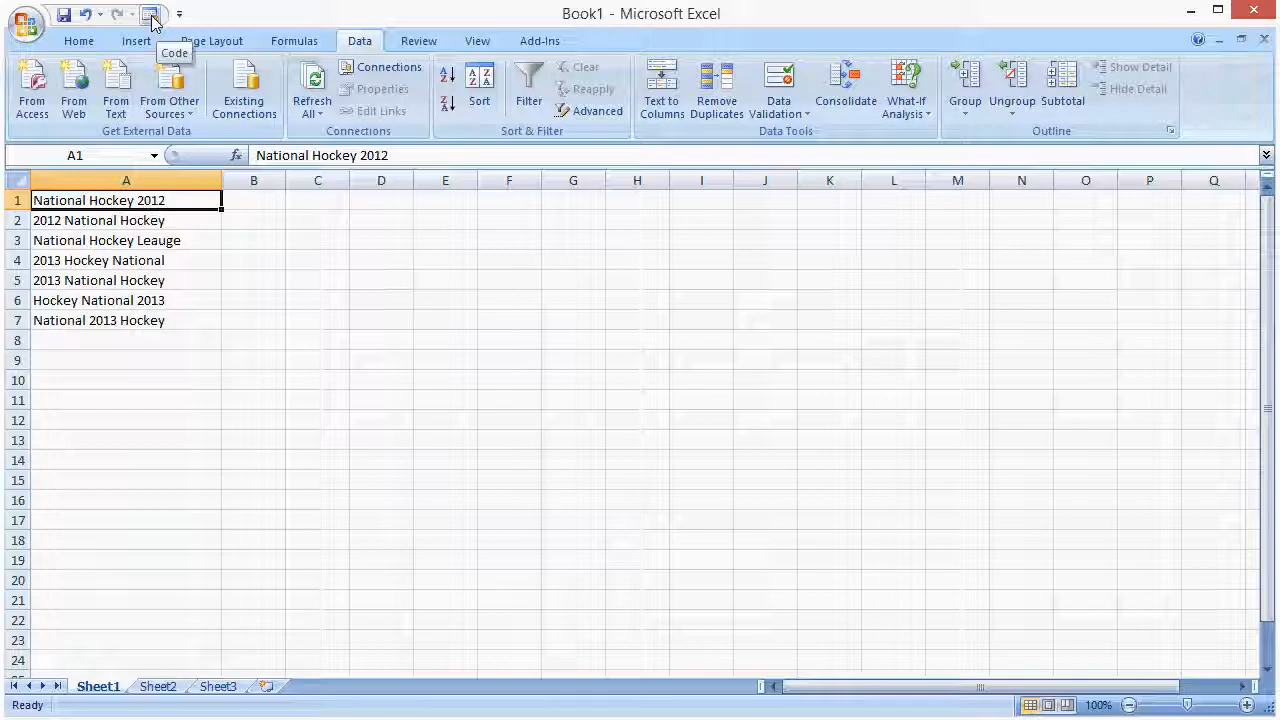 Book1 - Microsoft Excel
Home Insert Page Layout Formulas Data Review View Add-Ins
Code
From Access
From Web
From Text
From Other Sources
Existing Connections
Get External Data
Refresh All
Connections
Properties
Edit Links
Connections
Sort
Filter
Clear
Reapply
Advanced
Sort & Filter
Text to Columns
Remove Duplicates
Data Validation
Consolidate
What-If Analysis
Data Tools
Group
Ungroup
Subtotal
Show Detail
Hide Detail
Outline
A1 fx National Hockey 2012
A B C D E F G H I J K L M N O P Q
1 National Hockey 2012
2 2012 National Hockey
3 National Hockey Leauge
4 2013 Hockey National
5 2013 National Hockey
6 Hockey National 2013
7 National 2013 Hockey
8
9
10
11
12
13
14
15
16
17
18
19
20
21
22
23
24
Sheet1 Sheet2 Sheet3
Ready 100%